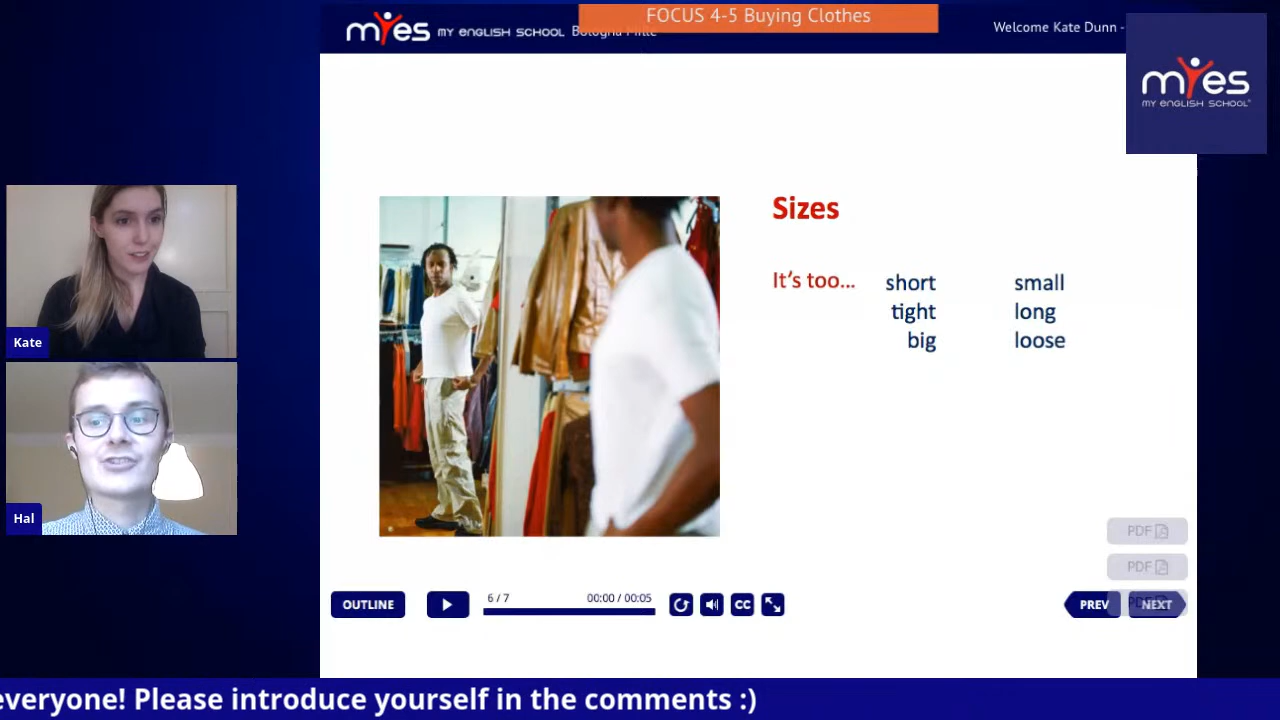 FOCUS 4-5 Buying Clothes
myes MY ENGLISH SCHOOL Bologna
Welcome Kate Dunn -
myes
MY ENGLISH SCHOOL
Sizes
It's too... short small
tight long
big loose
Kate
Hal
PDF
PDF
OUTLINE 6 / 7 00:00 / 00:05 CC PREV NEXT
everyone! Please introduce yourself in the comments :)